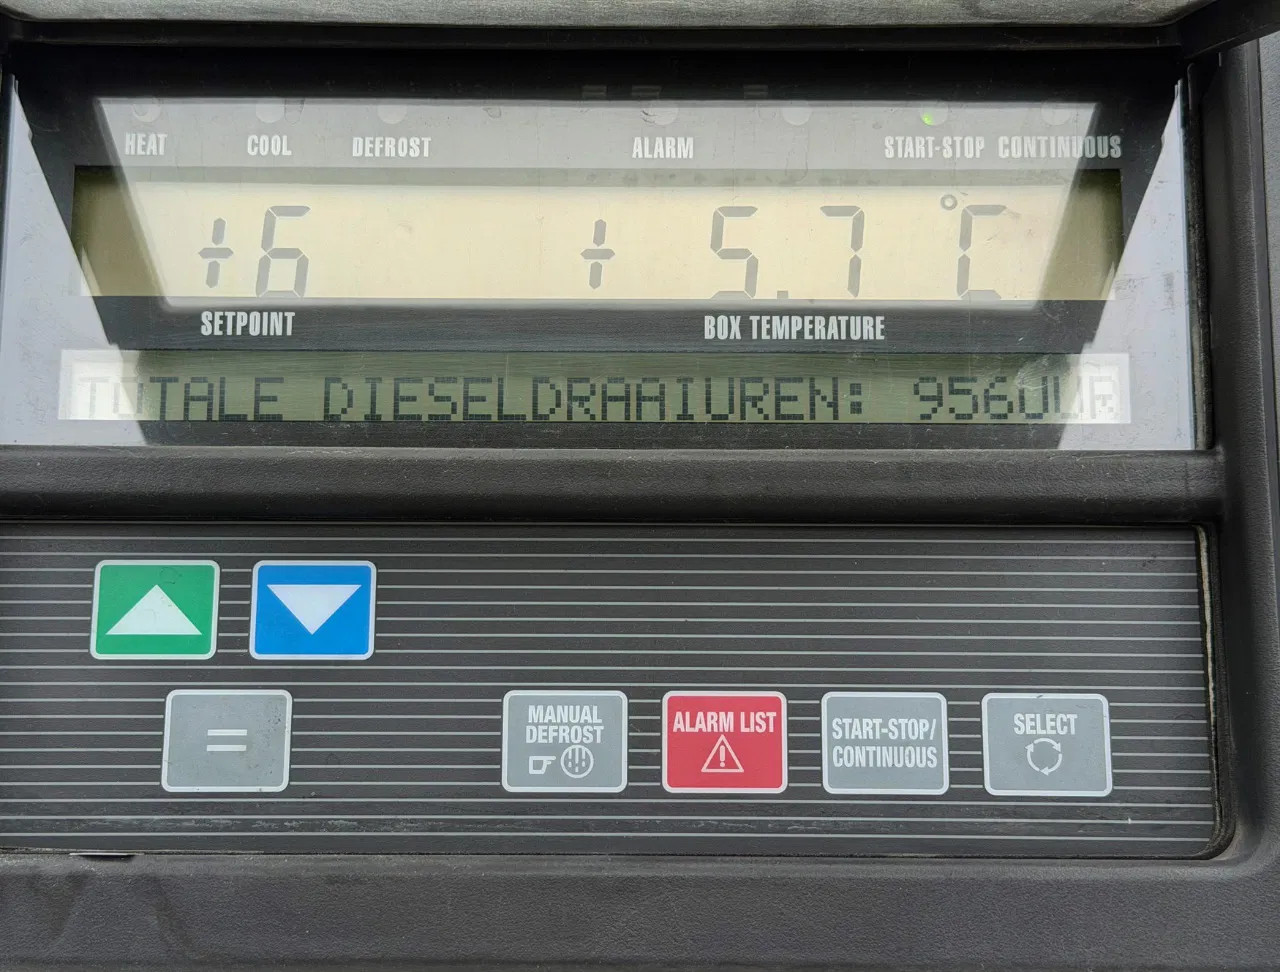 HEAT COOL DEFROST ALARM START-STOP CONTINUOUS
+6 + 5.7 °C
SETPOINT BOX TEMPERATURE
TOTALE DIESELDRAAIUREN: 956UUR
=
MANUAL DEFROST
ALARM LIST
START-STOP/
CONTINUOUS
SELECT